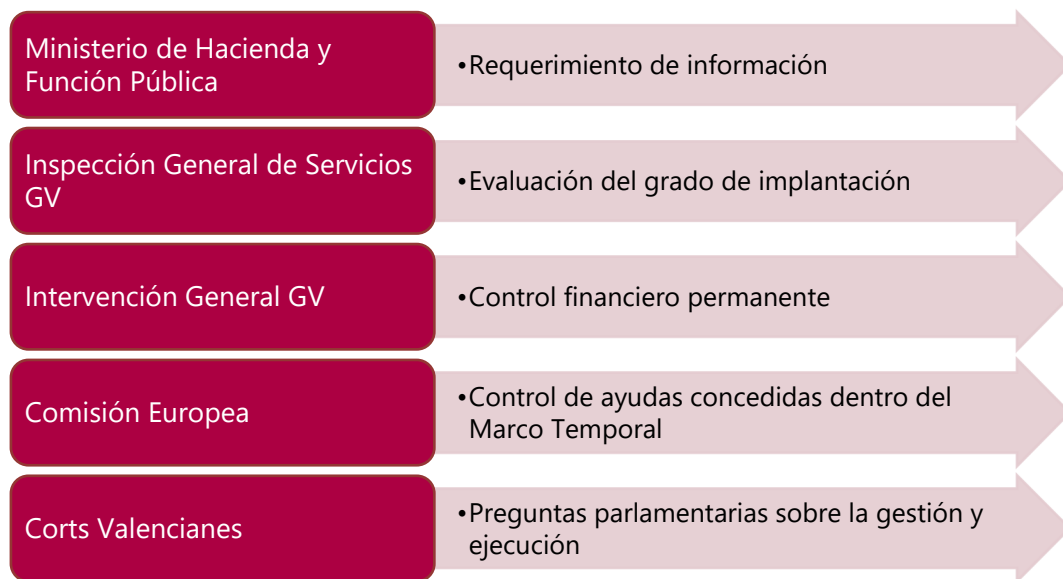 Ministerio de Hacienda y
Función Pública
•Requerimiento de información
Inspección General de Servicios
GV
•Evaluación del grado de implantación
Intervención General GV
•Control financiero permanente
Comisión Europea
•Control de ayudas concedidas dentro del
Marco Temporal
Corts Valencianes
•Preguntas parlamentarias sobre la gestión y
ejecución